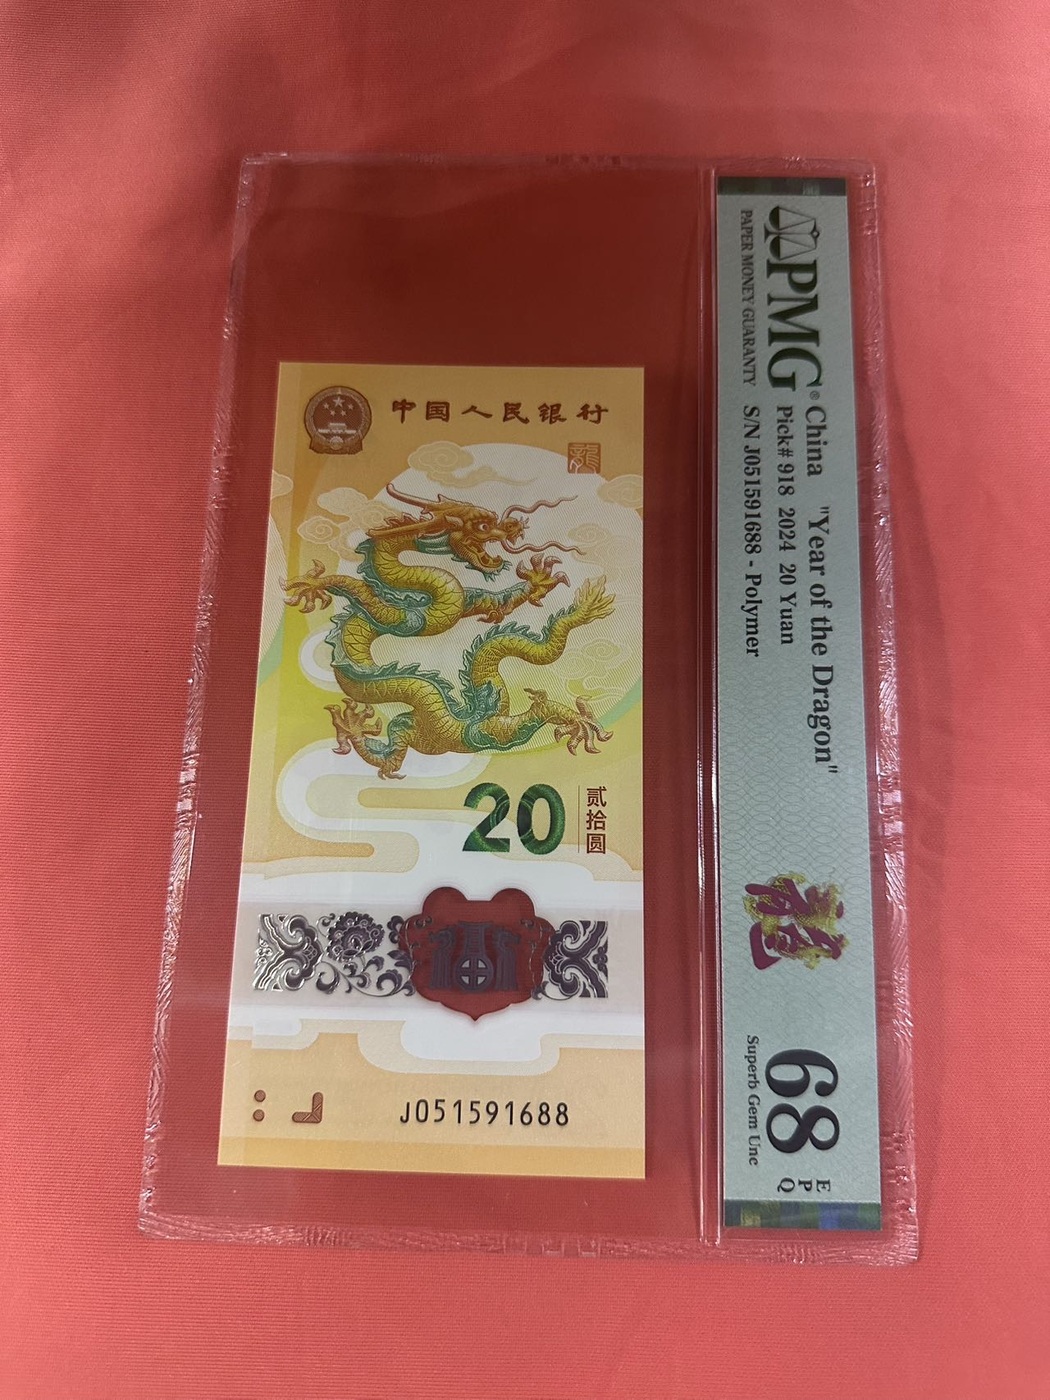 中国人民银行
龍
20
贰拾圆
J051591688
PMG®
PAPER MONEY GUARANTY
China "Year of the Dragon"
Pick# 918 2024 20 Yuan
S/N J051591688 - Polymer
68
EPQ
Superb Gem Unc